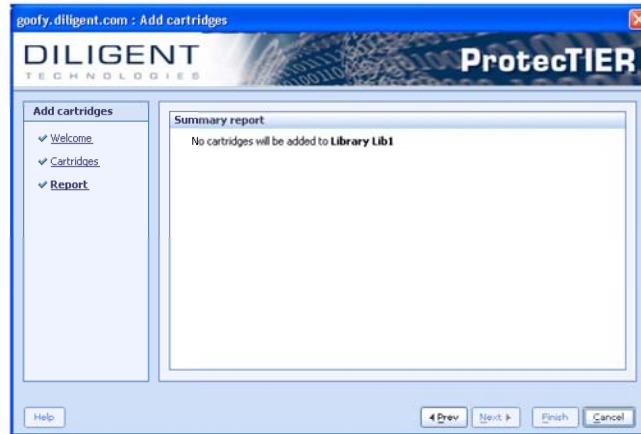 goofy.diligent.com : Add cartridges
DILIGENT
TECHNOLOGIES
ProtecTIER
Add cartridges
Welcome
Cartridges
Report
Summary report
No cartridges will be added to Library Lib1
Help
Prev
Next
Finish
Cancel